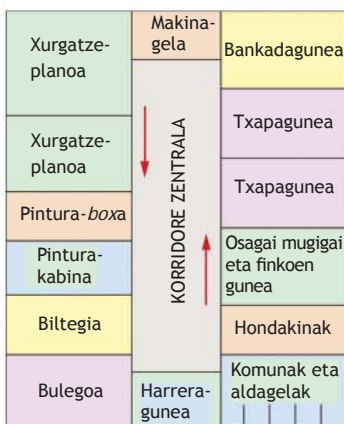 Xurgatze-
planoa
Xurgatze-
planoa
Pintura-boxa
Pintura-
kabina
Biltegia
Bulegoa
Makina-
gela
KORRIDORE ZENTRALA
Harrera-
gunea
Bankadagunea
Txapagunea
Txapagunea
Osagai mugigai
eta finkoen
gunea
Hondakinak
Komunak eta
aldagelak